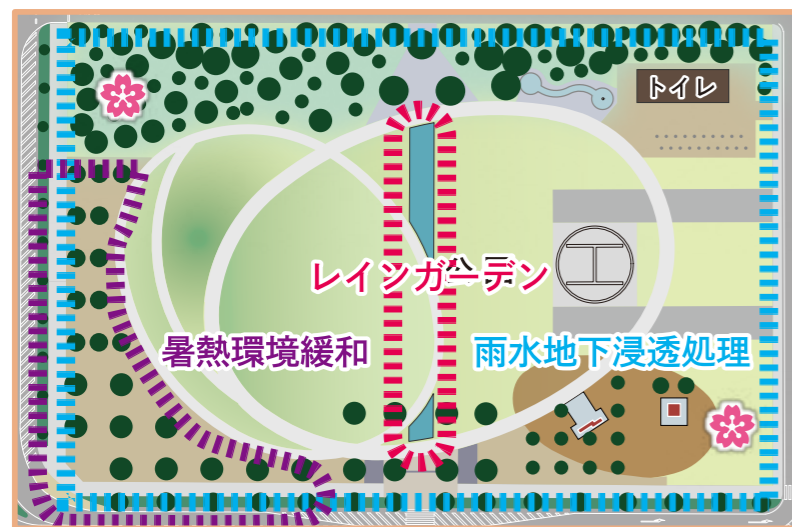 トイレ
レインガーデン
暑熱環境緩和
雨水地下浸透処理